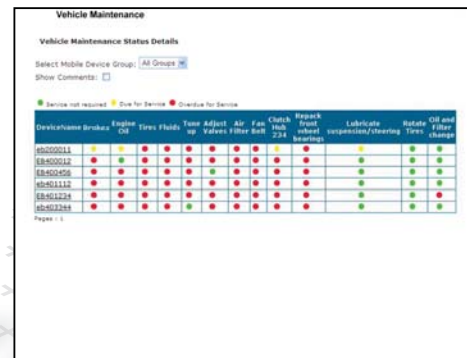 Vehicle Maintenance
Vehicle Maintenance Status Details
Select Mobile Device Group: All Groups
Show Comments:
Service not required Due for Service Overdue for Service
DeviceName Brakes Engine Oil Tires Fluids Tune up Adjust Valves Air Filter Fan Belt Clutch Hub 234 Repack front wheel bearings Lubricate suspension/steering Rotate Tires Oil and Filter change
eb200011
EB400012
EB400456
eb401112
EB401234
eb403344
Pages : 1